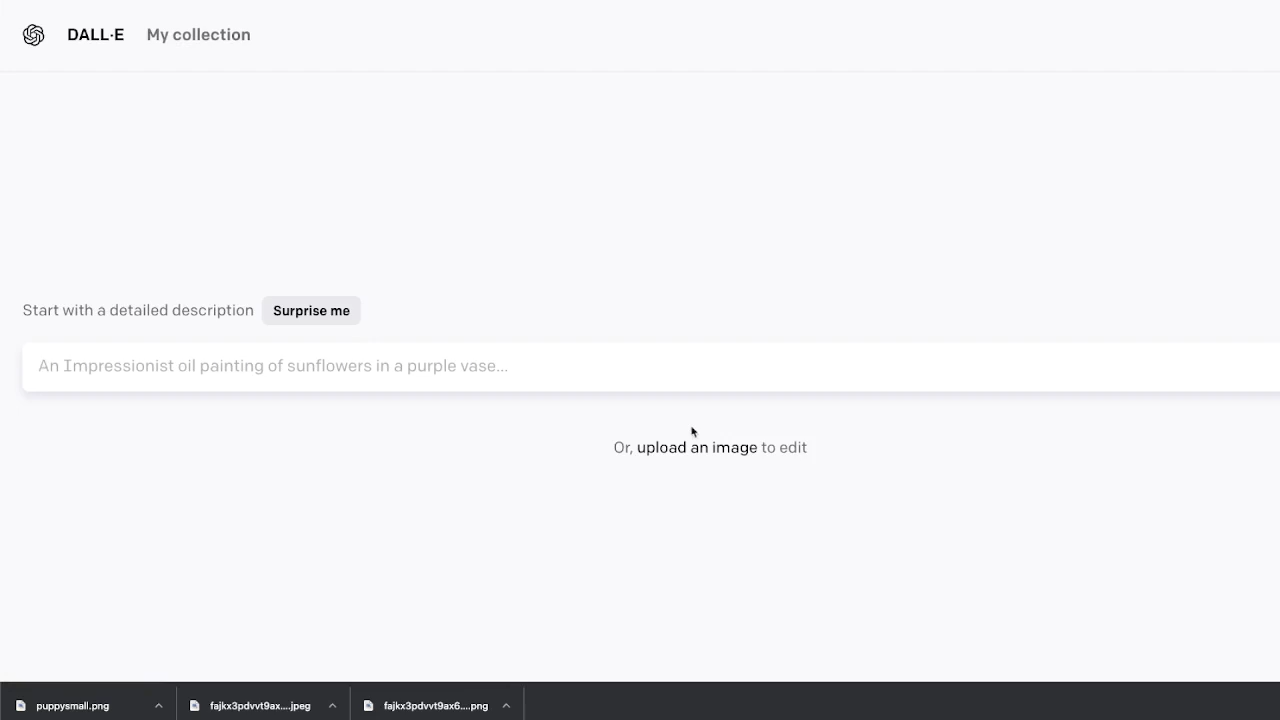 DALL·E My collection
Start with a detailed description Surprise me
An Impressionist oil painting of sunflowers in a purple vase...
Or, upload an image to edit
puppysmall.png fajkx3pdvvt9ax....jpeg fajkx3pdvvt9ax6....png